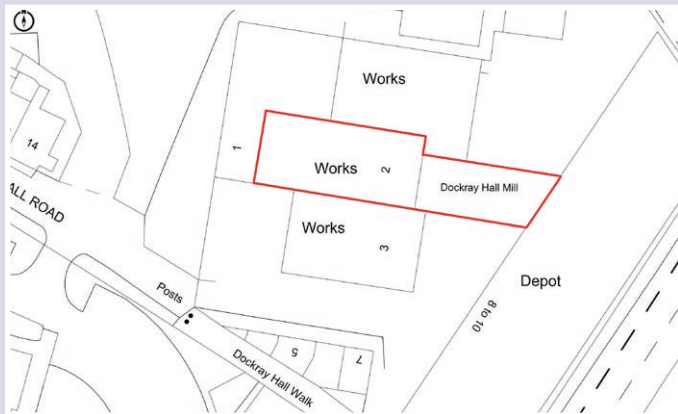 Works
14
1
Works
2
Dockray Hall Mill
ALL ROAD
Works
3
Depot
Posts
8 to 10
5
7
Dockray Hall Walk